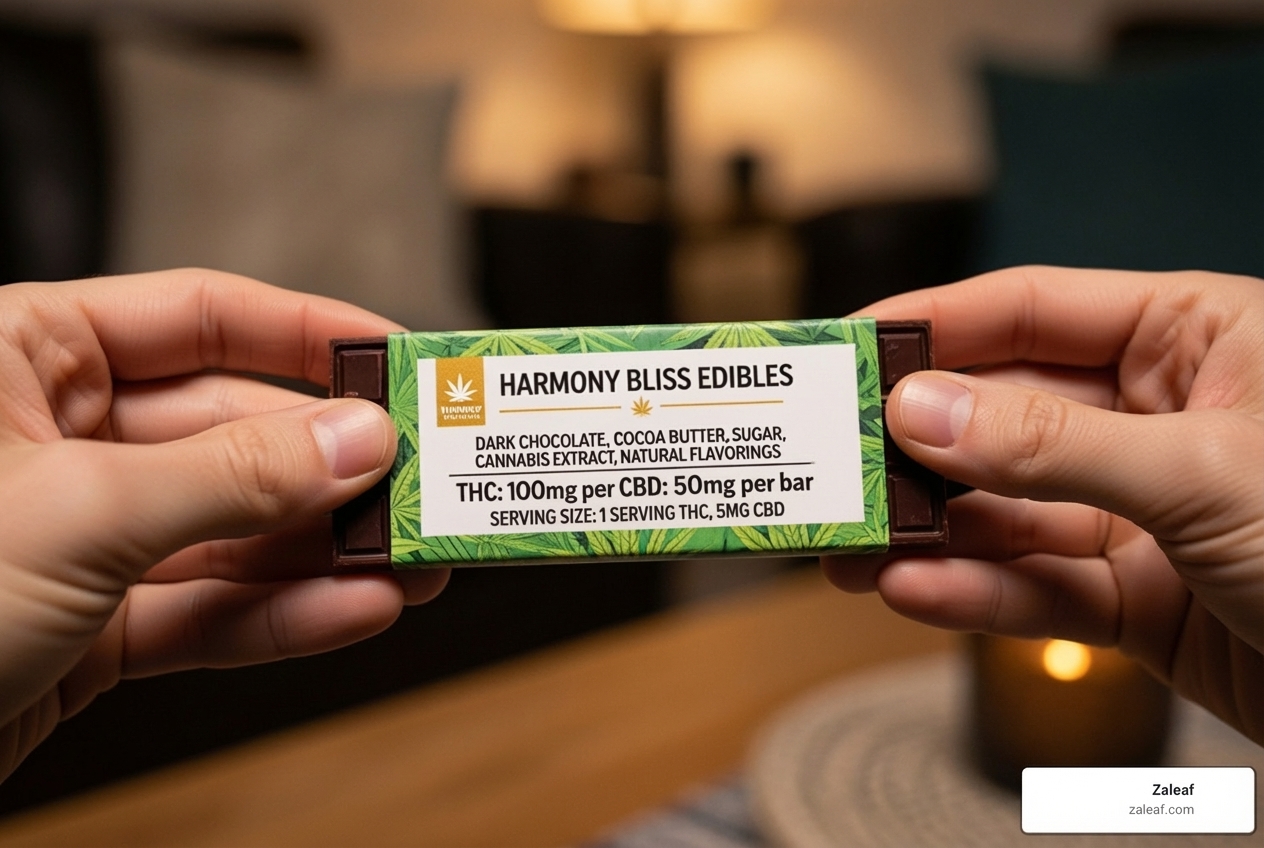 HARMONY BLISS EDIBLES
DARK CHOCOLATE, COCOA BUTTER, SUGAR,
CANNABIS EXTRACT, NATURAL FLAVORINGS
THC: 100mg per CBD: 50mg per bar
SERVING SIZE: 1 SERVING THC, 5MG CBD
Zaleaf
zaleaf.com